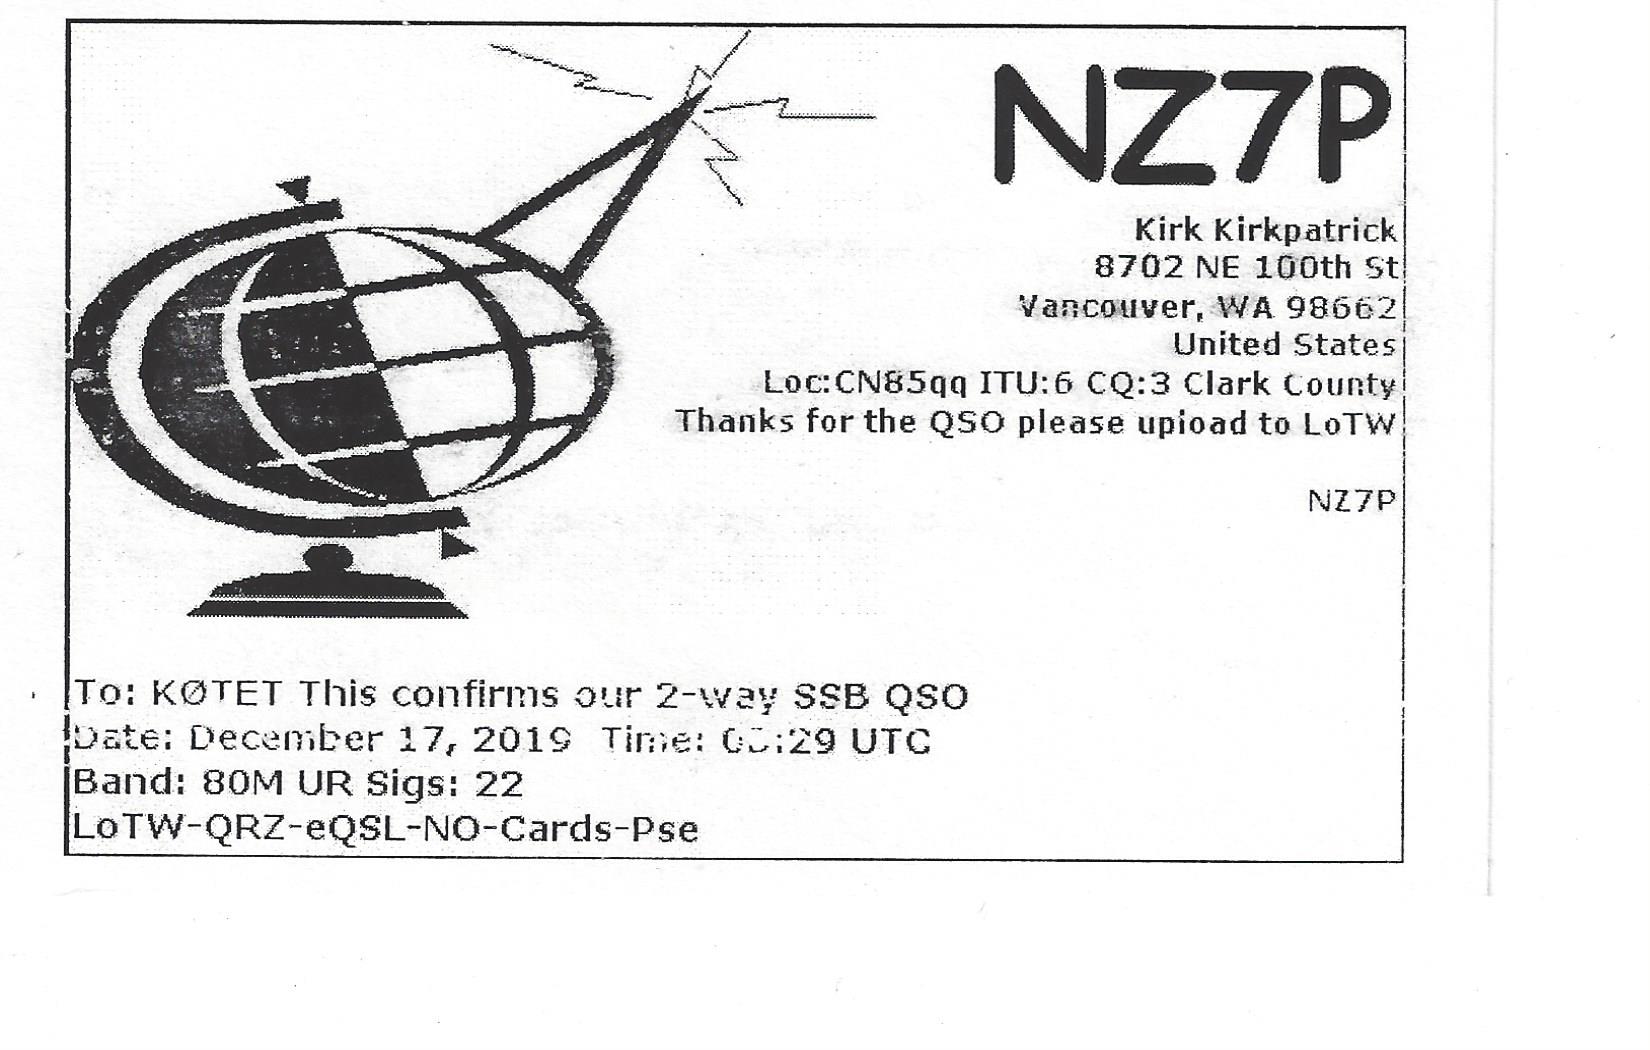 NZ7P
Kirk Kirkpatrick
8702 NE 100th St
Vancouver, WA 98662
United States
Loc:CN85qq ITU:6 CQ:3 Clark County
Thanks for the QSO please upload to LoTW
NZ7P
To: KØTET This confirms our 2-way SSB QSO
Date: December 17, 2019 Time: UTC
Band: 80M UR Sigs: 22
LoTW-QRZ-eQSL-NO-Cards-Pse